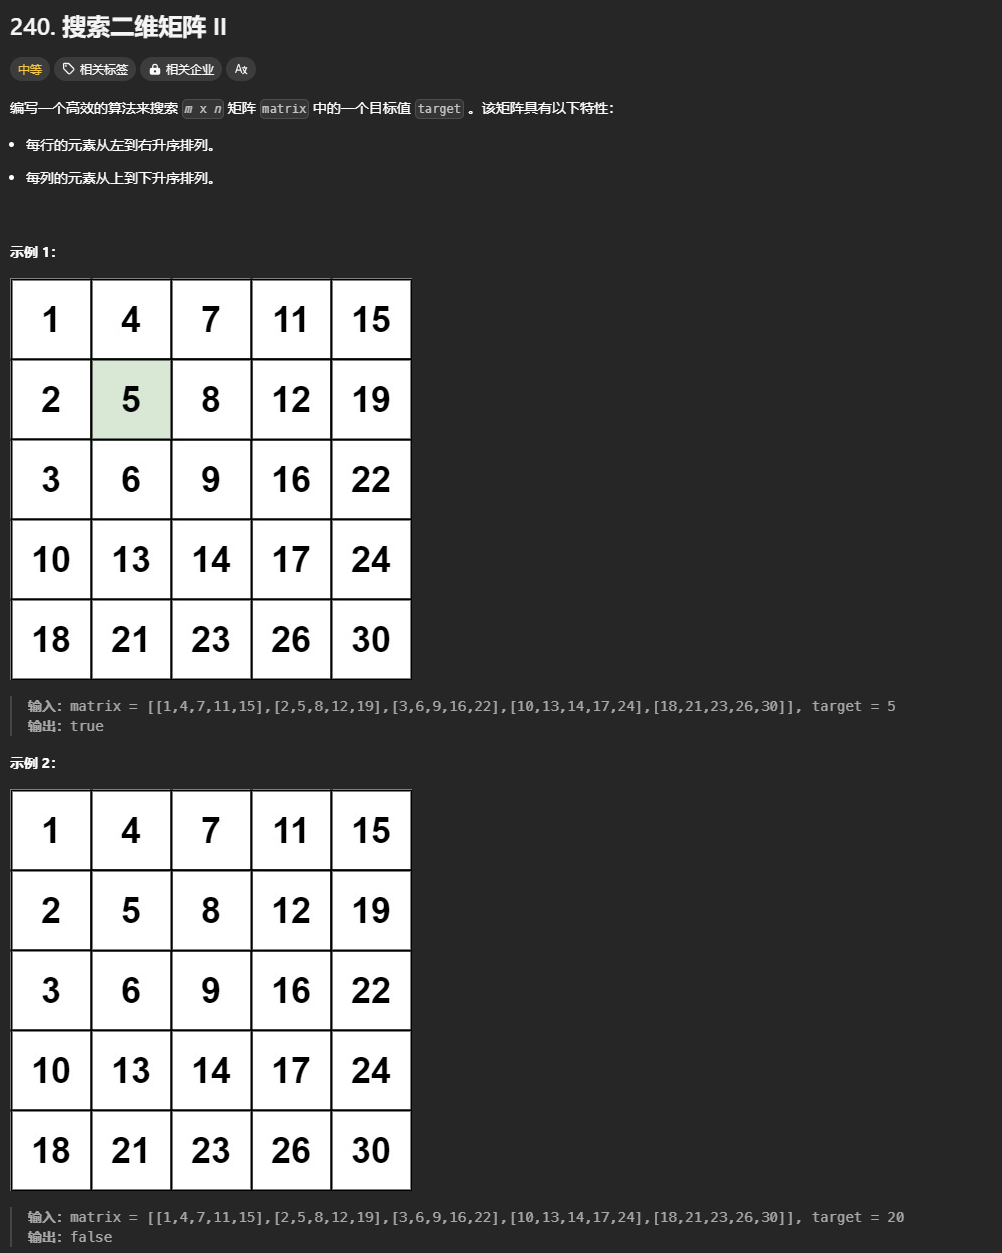 240. 搜索二维矩阵 II
中等 相关标签 相关企业 Ax
编写一个高效的算法来搜索 m x n 矩阵 matrix 中的一个目标值 target 。该矩阵具有以下特性：
每行的元素从左到右升序排列。
每列的元素从上到下升序排列。
示例 1：
1 4 7 11 15
2 5 8 12 19
3 6 9 16 22
10 13 14 17 24
18 21 23 26 30
输入：matrix = [[1,4,7,11,15],[2,5,8,12,19],[3,6,9,16,22],[10,13,14,17,24],[18,21,23,26,30]], target = 5
输出：true
示例 2：
1 4 7 11 15
2 5 8 12 19
3 6 9 16 22
10 13 14 17 24
18 21 23 26 30
输入：matrix = [[1,4,7,11,15],[2,5,8,12,19],[3,6,9,16,22],[10,13,14,17,24],[18,21,23,26,30]], target = 20
输出：false